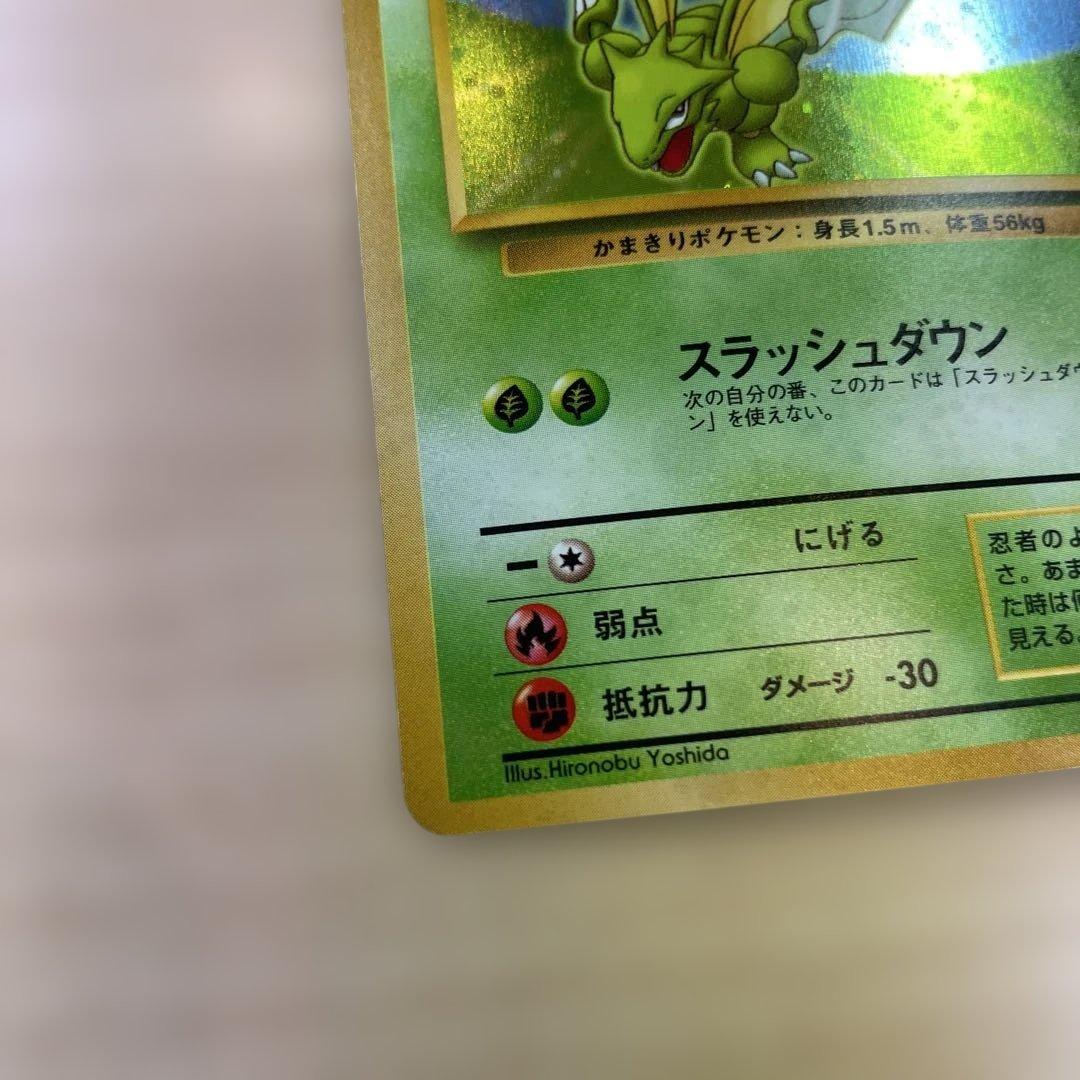 かまきりポケモン：身長1.5m、体重56kg
スラッシュダウン
次の自分の番、このカードは「スラッシュダウ
ン」を使えない。
ー にげる
弱点
抵抗力 ダメージ -30
忍者のよ
さ。あま
た時は
見える。
Illus.Hironobu Yoshida